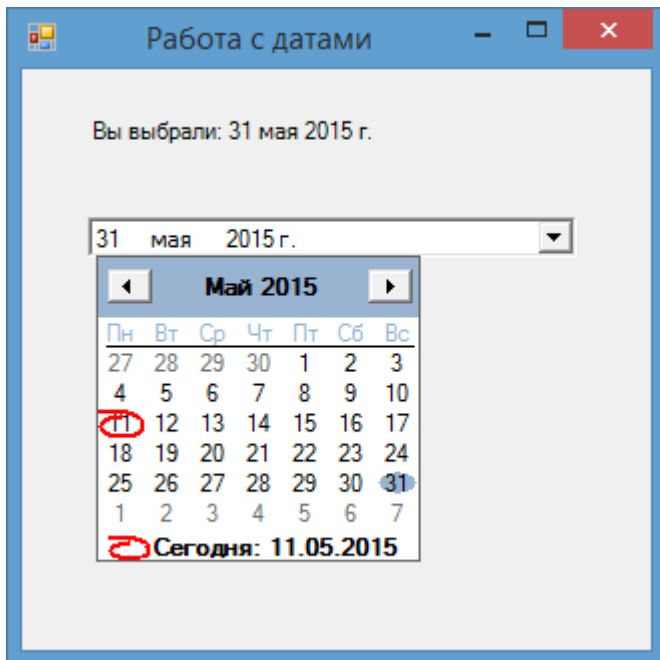 Работа с датами
Вы выбрали: 31 мая 2015 г.
31 мая 2015 г.
Май 2015
Пн Вт Ср Чт Пт Сб Вс
27 28 29 30 1 2 3
4 5 6 7 8 9 10
11 12 13 14 15 16 17
18 19 20 21 22 23 24
25 26 27 28 29 30 31
1 2 3 4 5 6 7
Сегодня: 11.05.2015